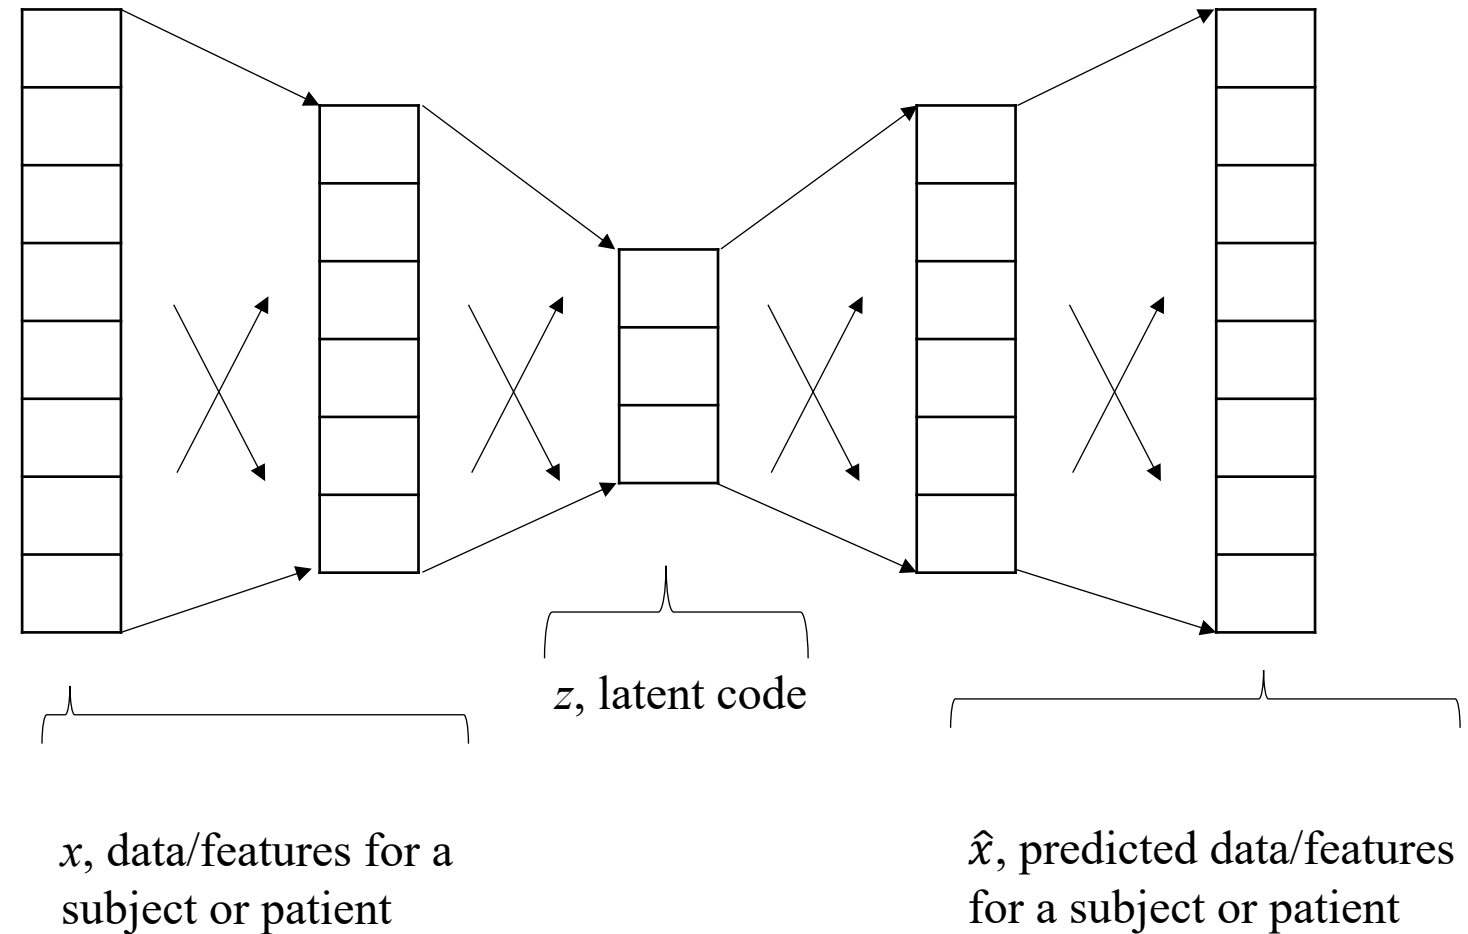 z, latent code
x, data/features for a
subject or patient
x̂, predicted data/features
for a subject or patient